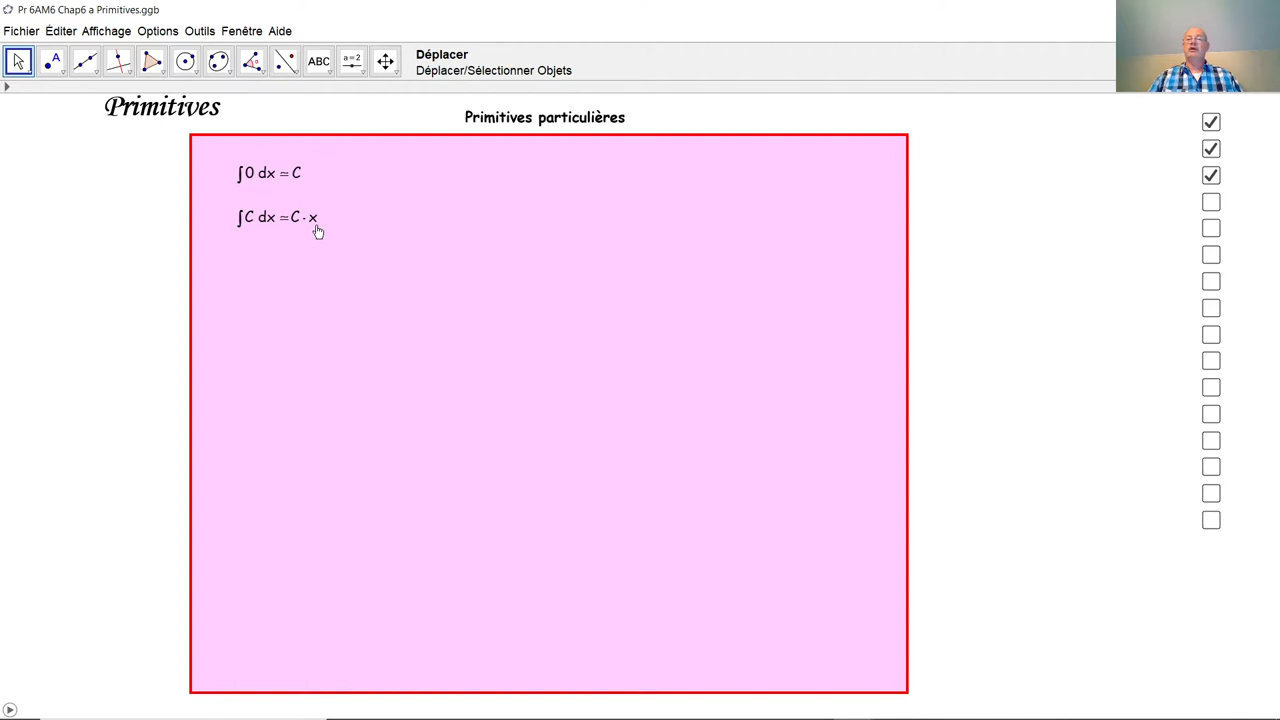 Pr 6AM6 Chap6 a Primitives.ggb
Fichier Éditer Affichage Options Outils Fenêtre Aide
A
ABC
a=2
Déplacer
Déplacer/Sélectionner Objets
Primitives
Primitives particulières
∫0 dx = C
∫C dx = C · x